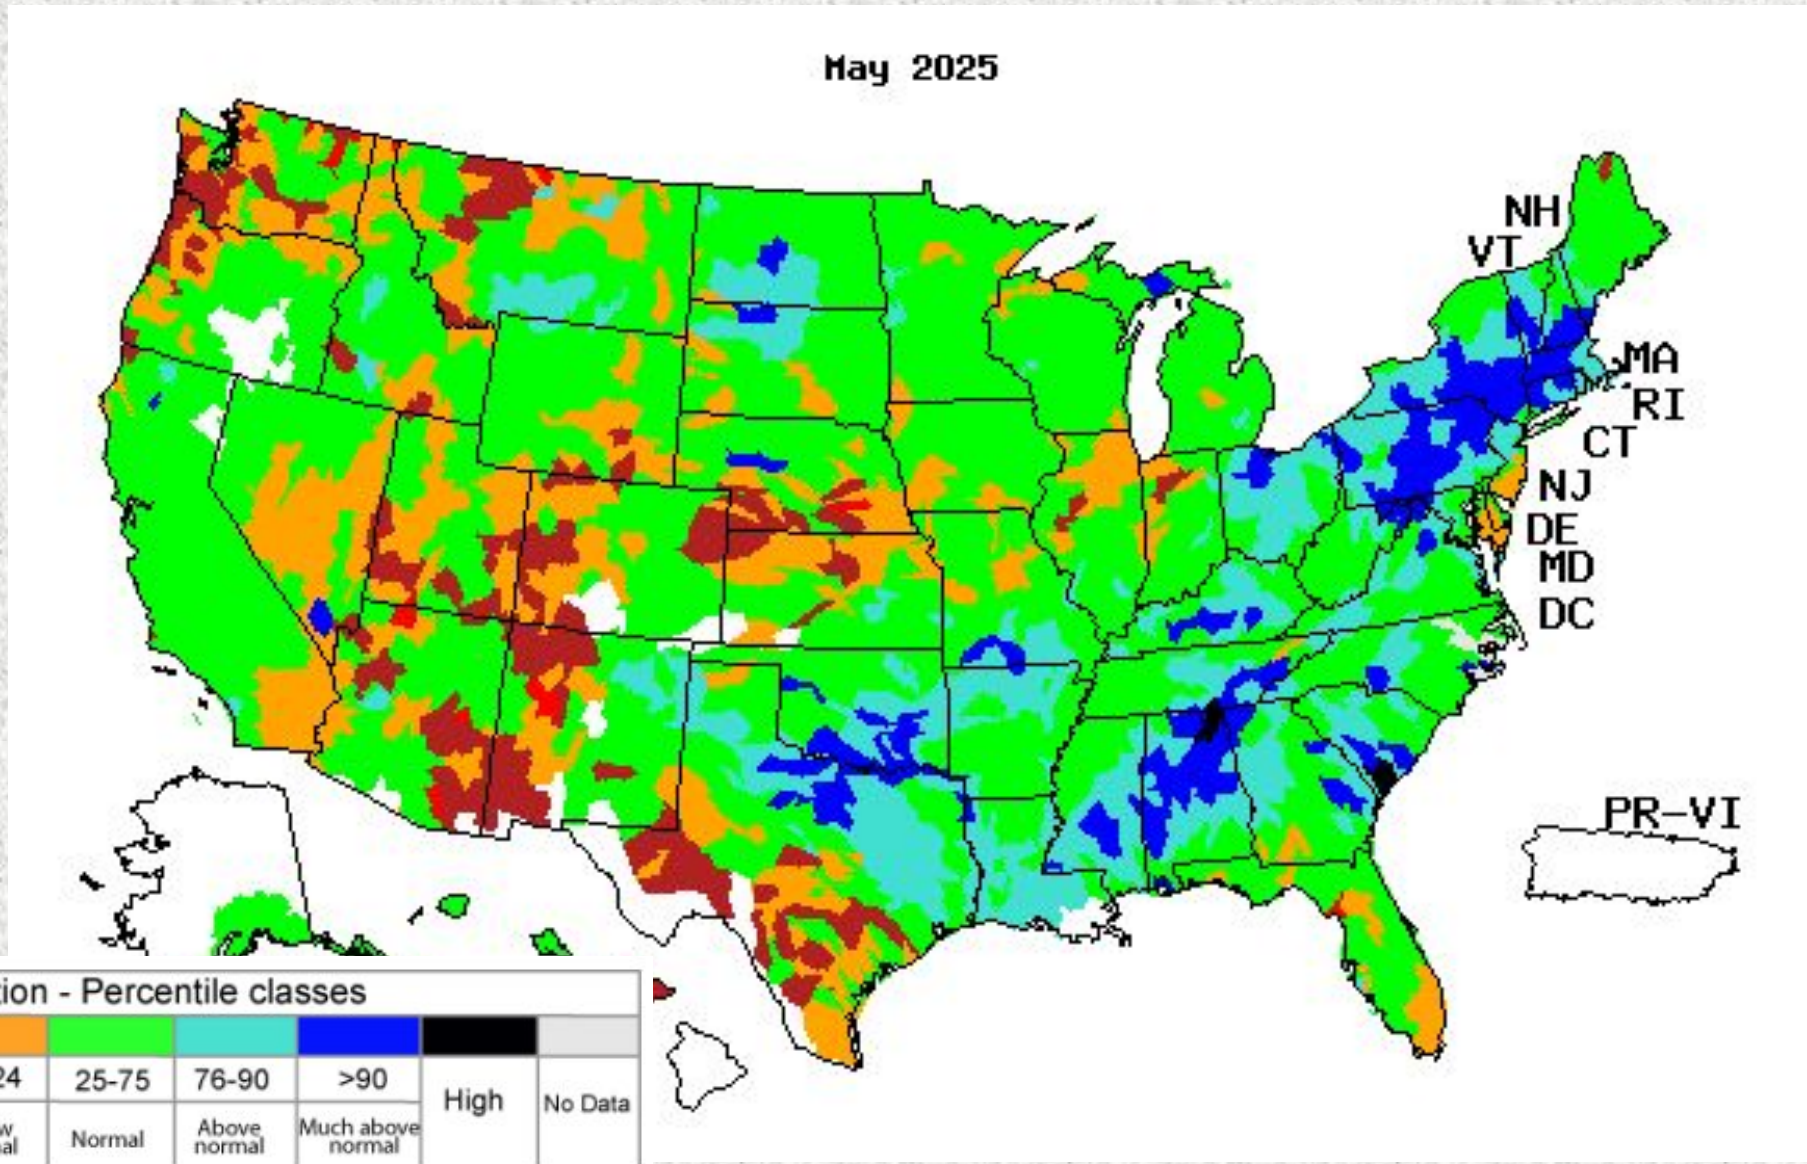 May 2025
NH
VT
MA
RI
CT
NJ
DE
MD
DC
PR-VI
tion - Percentile classes
24 25-75 76-90 >90 High No Data
Normal Above normal Much above normal